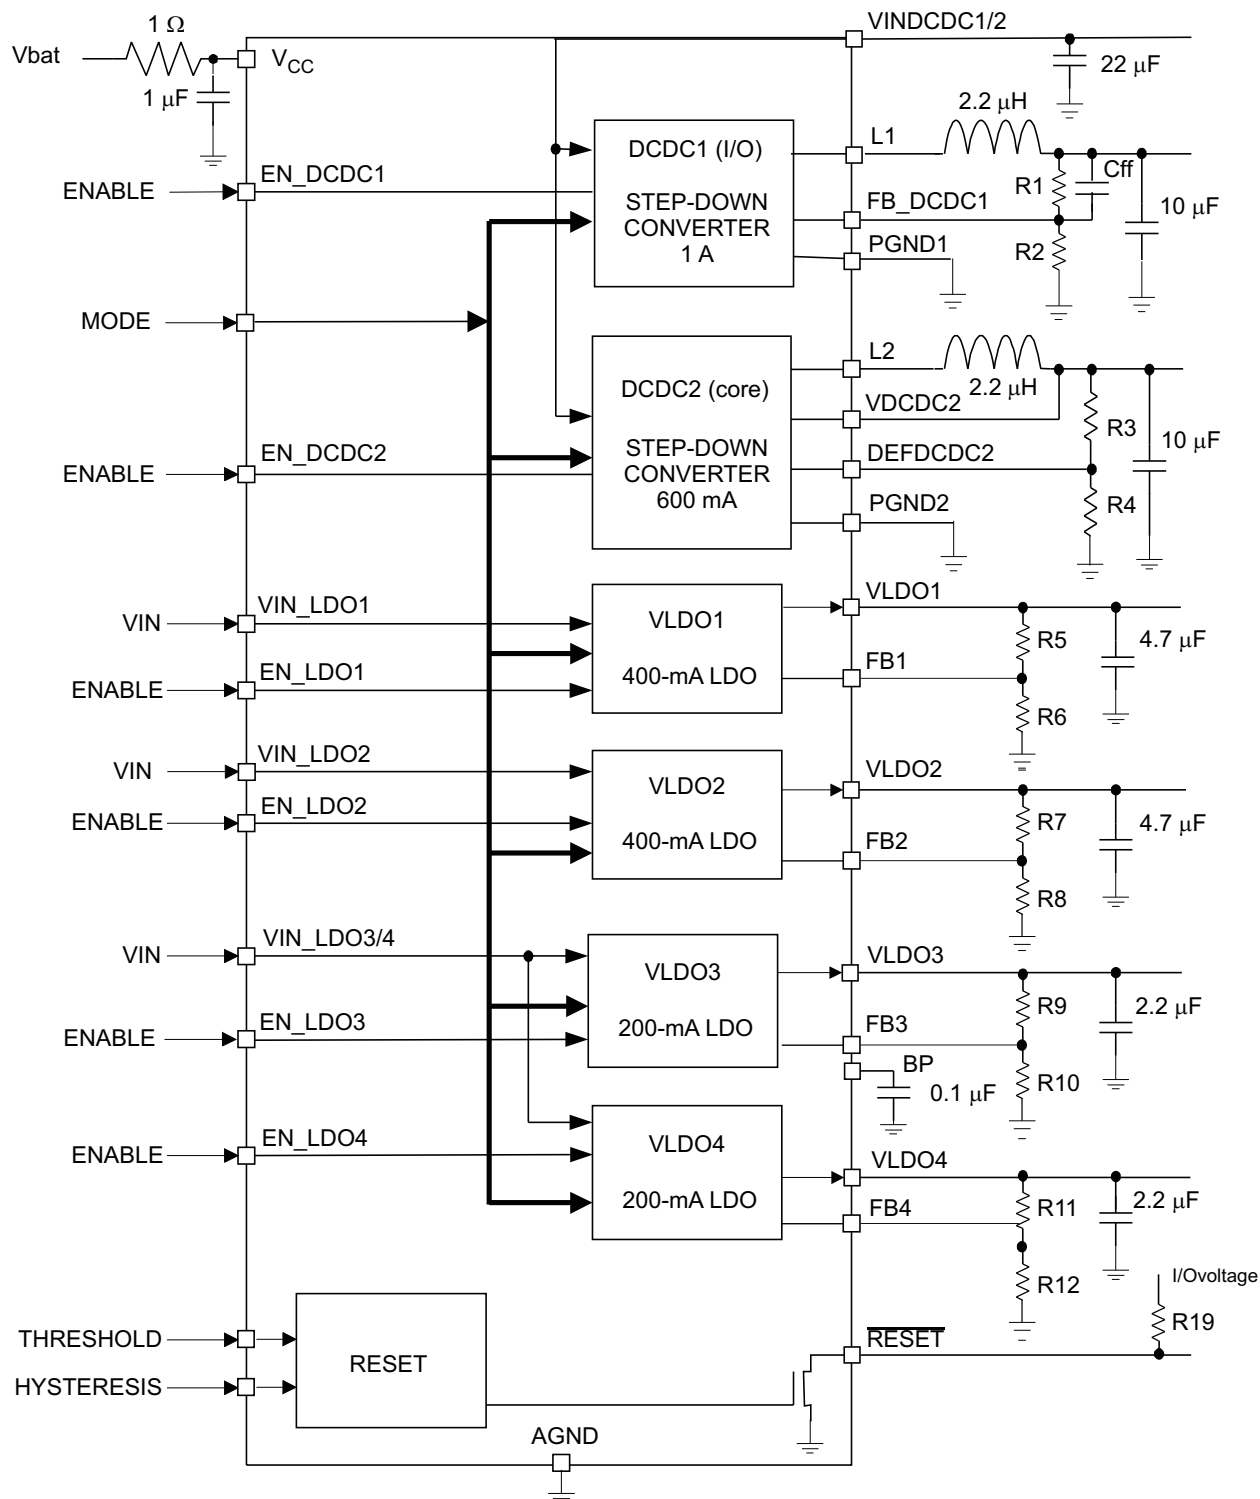 VINDCDC1/2
1 Ω
Vbat
VCC
1 μF
22 μF
2.2 μH
L1
DCDC1 (I/O)
STEP-DOWN
CONVERTER
1 A
ENABLE
EN_DCDC1
FB_DCDC1
R1
Cff
10 μF
PGND1
R2
MODE
L2
2.2 μH
DCDC2 (core)
STEP-DOWN
CONVERTER
600 mA
VDCDC2
R3
10 μF
ENABLE
EN_DCDC2
DEFDCDC2
PGND2
R4
VIN
VIN_LDO1
VLDO1
400-mA LDO
VLDO1
R5
4.7 μF
ENABLE
EN_LDO1
FB1
R6
VIN
VIN_LDO2
VLDO2
400-mA LDO
VLDO2
R7
4.7 μF
ENABLE
EN_LDO2
FB2
R8
VIN
VIN_LDO3/4
VLDO3
200-mA LDO
VLDO3
R9
2.2 μF
ENABLE
EN_LDO3
FB3
BP
0.1 μF
R10
ENABLE
EN_LDO4
VLDO4
200-mA LDO
VLDO4
R11
2.2 μF
FB4
R12
I/Ovoltage
R19
THRESHOLD
HYSTERESIS
RESET
RESET
AGND